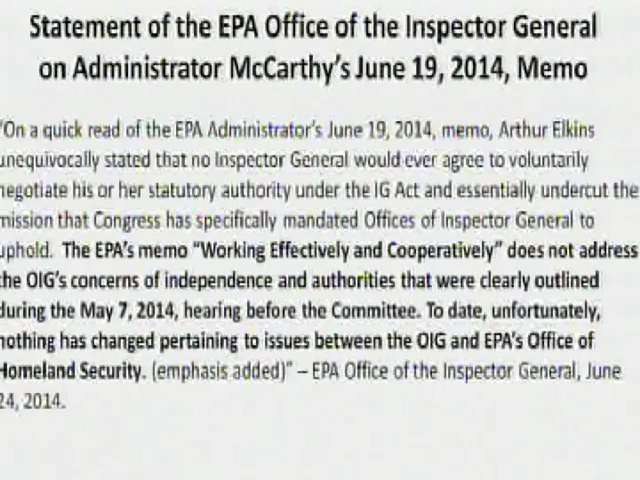 Statement of the EPA Office of the Inspector General
on Administrator McCarthy's June 19, 2014, Memo
"On a quick read of the EPA Administrator's June 19, 2014, memo, Arthur Elkins
unequivocally stated that no Inspector General would ever agree to voluntarily
negotiate his or her statutory authority under the IG Act and essentially undercut the
mission that Congress has specifically mandated Offices of Inspector General to
uphold. The EPA's memo "Working Effectively and Cooperatively" does not address
the OIG's concerns of independence and authorities that were clearly outlined
during the May 7, 2014, hearing before the Committee. To date, unfortunately,
nothing has changed pertaining to issues between the OIG and EPA's Office of
Homeland Security. (emphasis added)" – EPA Office of the Inspector General, June
24, 2014.